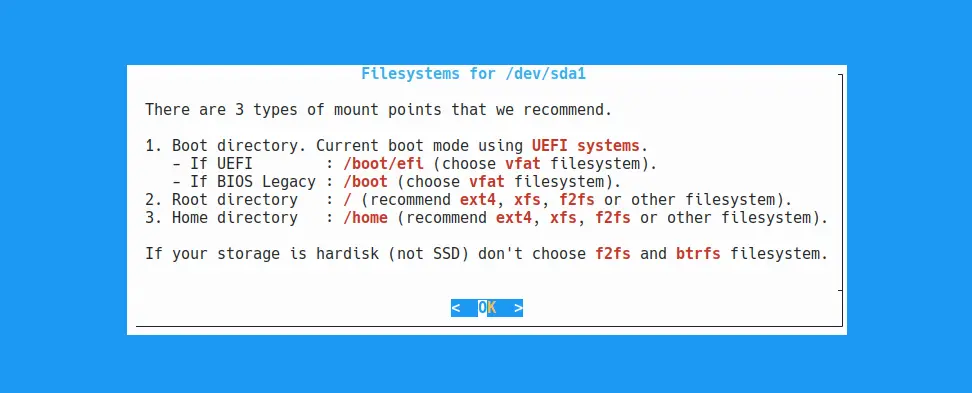 Filesystems for /dev/sda1
There are 3 types of mount points that we recommend.
1. Boot directory. Current boot mode using UEFI systems.
- If UEFI : /boot/efi (choose vfat filesystem).
- If BIOS Legacy : /boot (choose vfat filesystem).
2. Root directory : / (recommend ext4, xfs, f2fs or other filesystem).
3. Home directory : /home (recommend ext4, xfs, f2fs or other filesystem).
If your storage is hardisk (not SSD) don't choose f2fs and btrfs filesystem.
< OK >